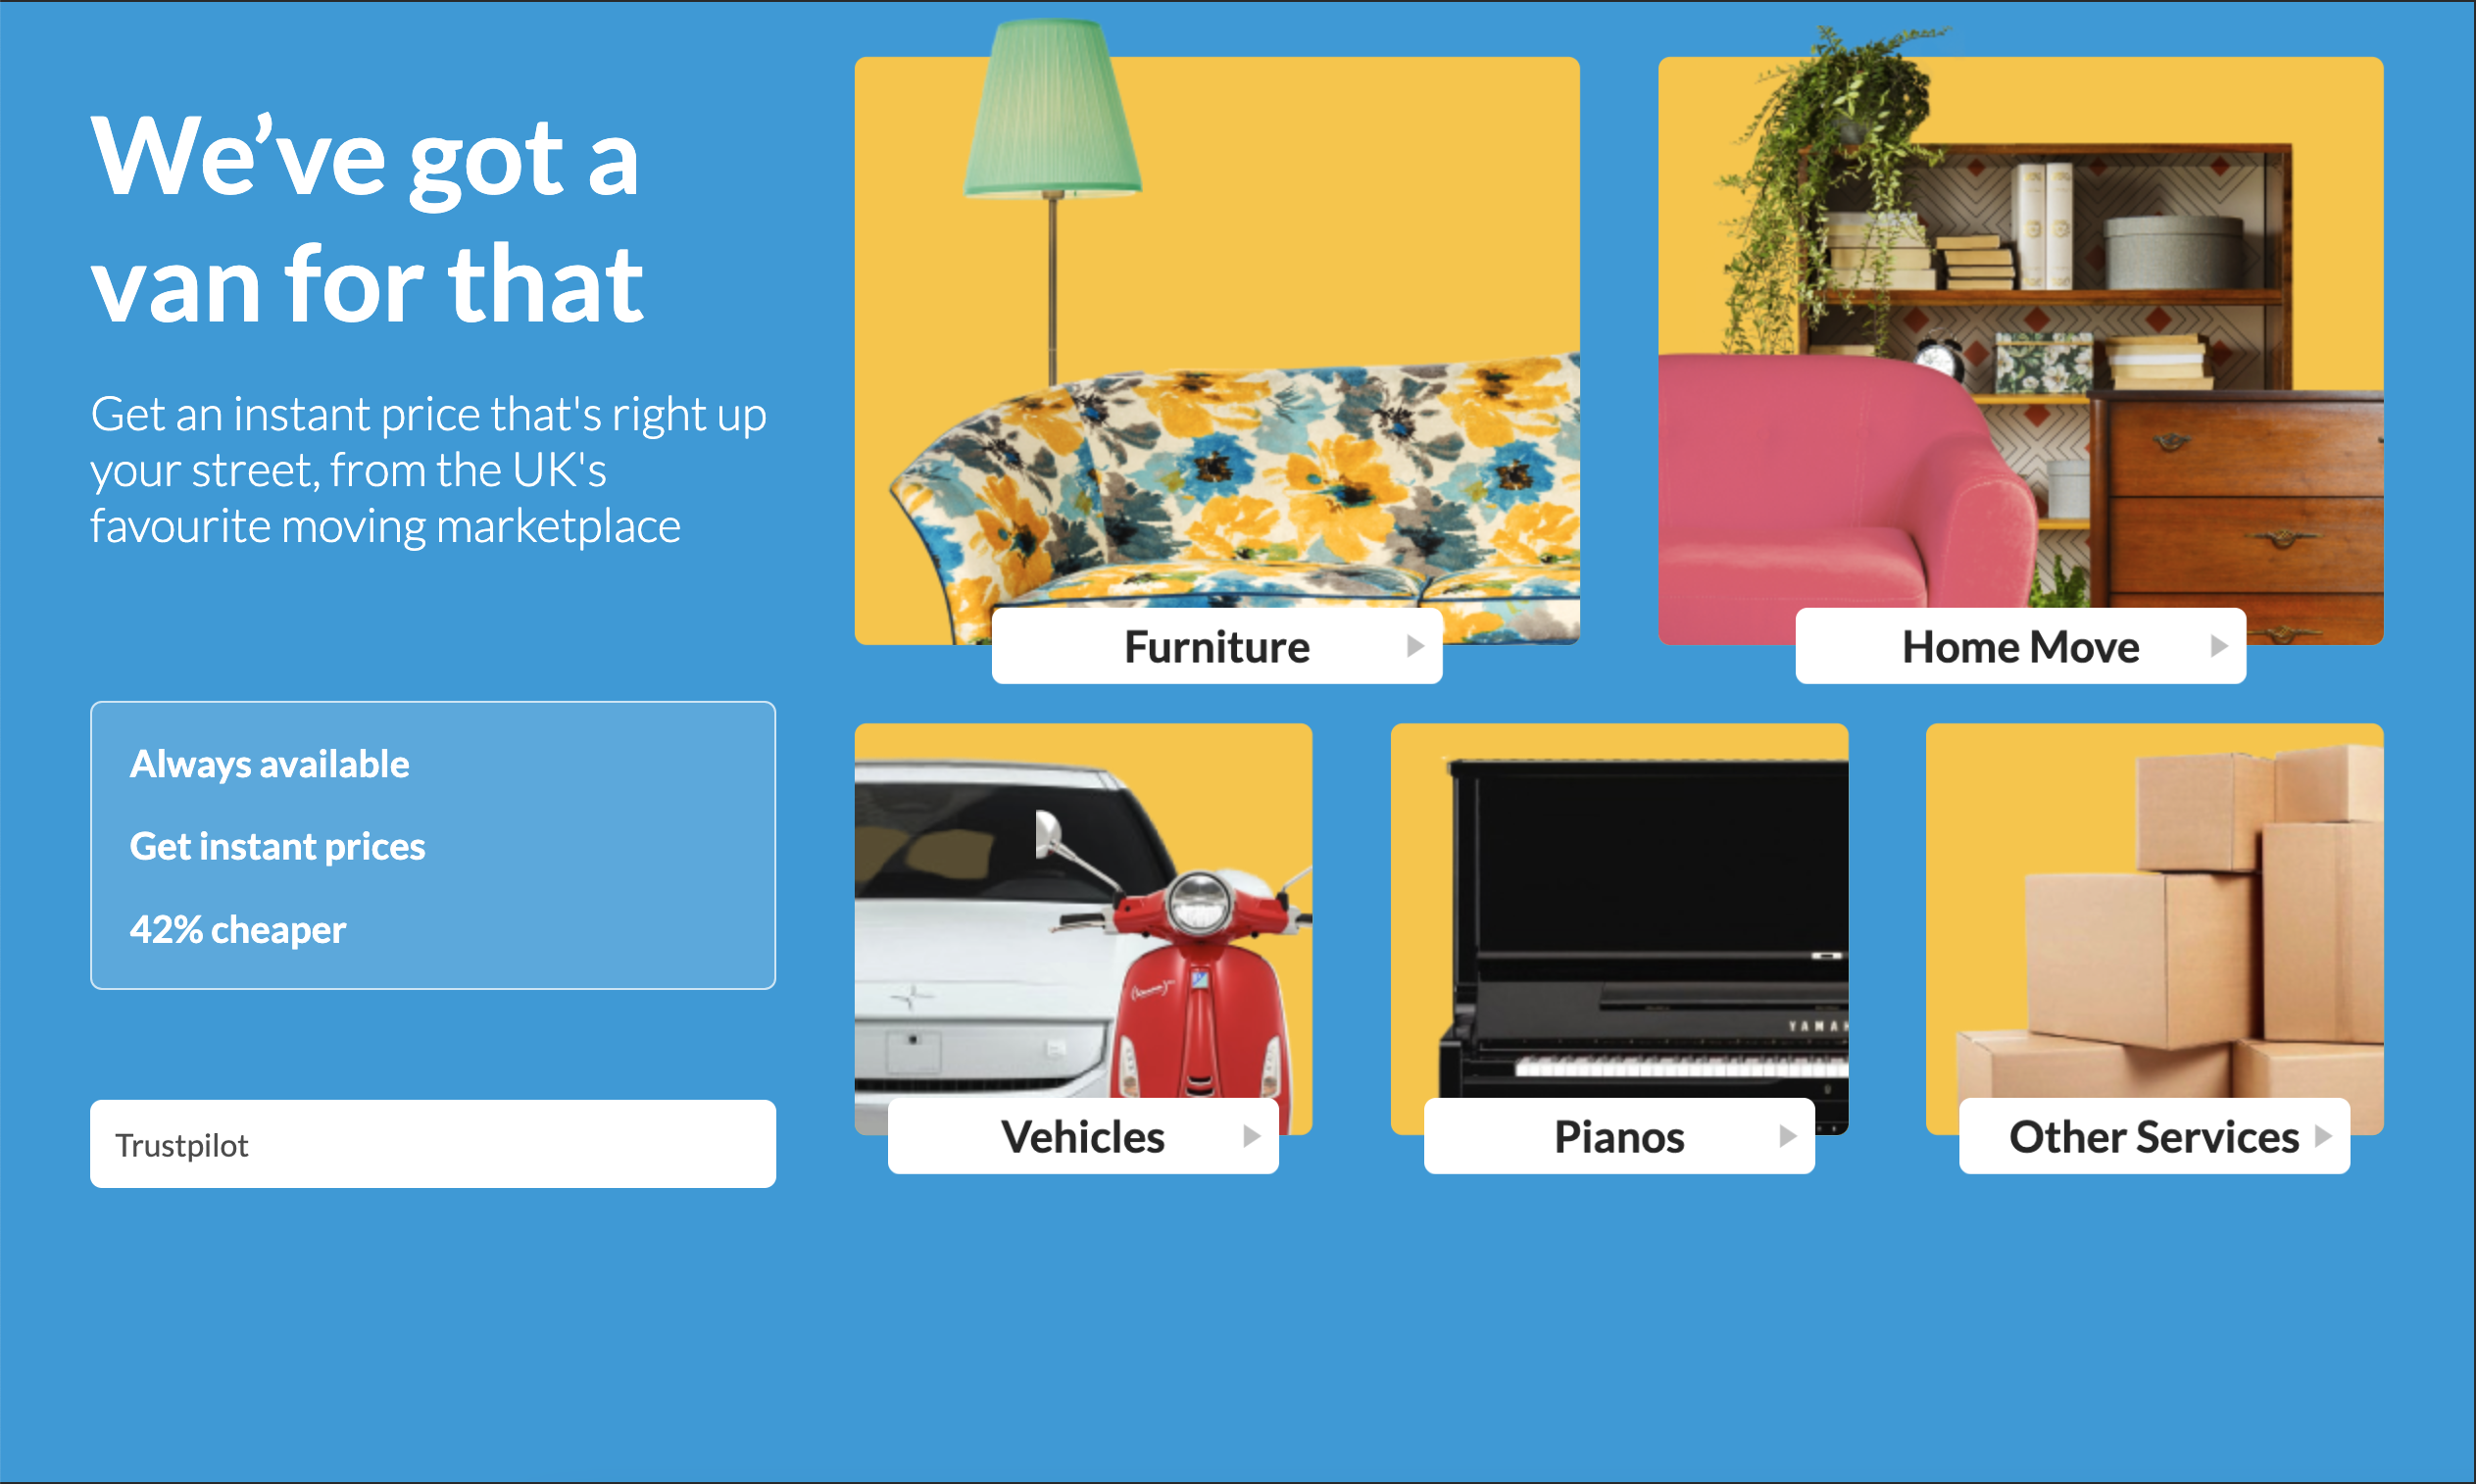 We’ve got a
van for that
Get an instant price that's right up
your street, from the UK's
favourite moving marketplace
Always available
Get instant prices
42% cheaper
Trustpilot
Furniture
Home Move
YAMAH
Vehicles
Pianos
Other Services